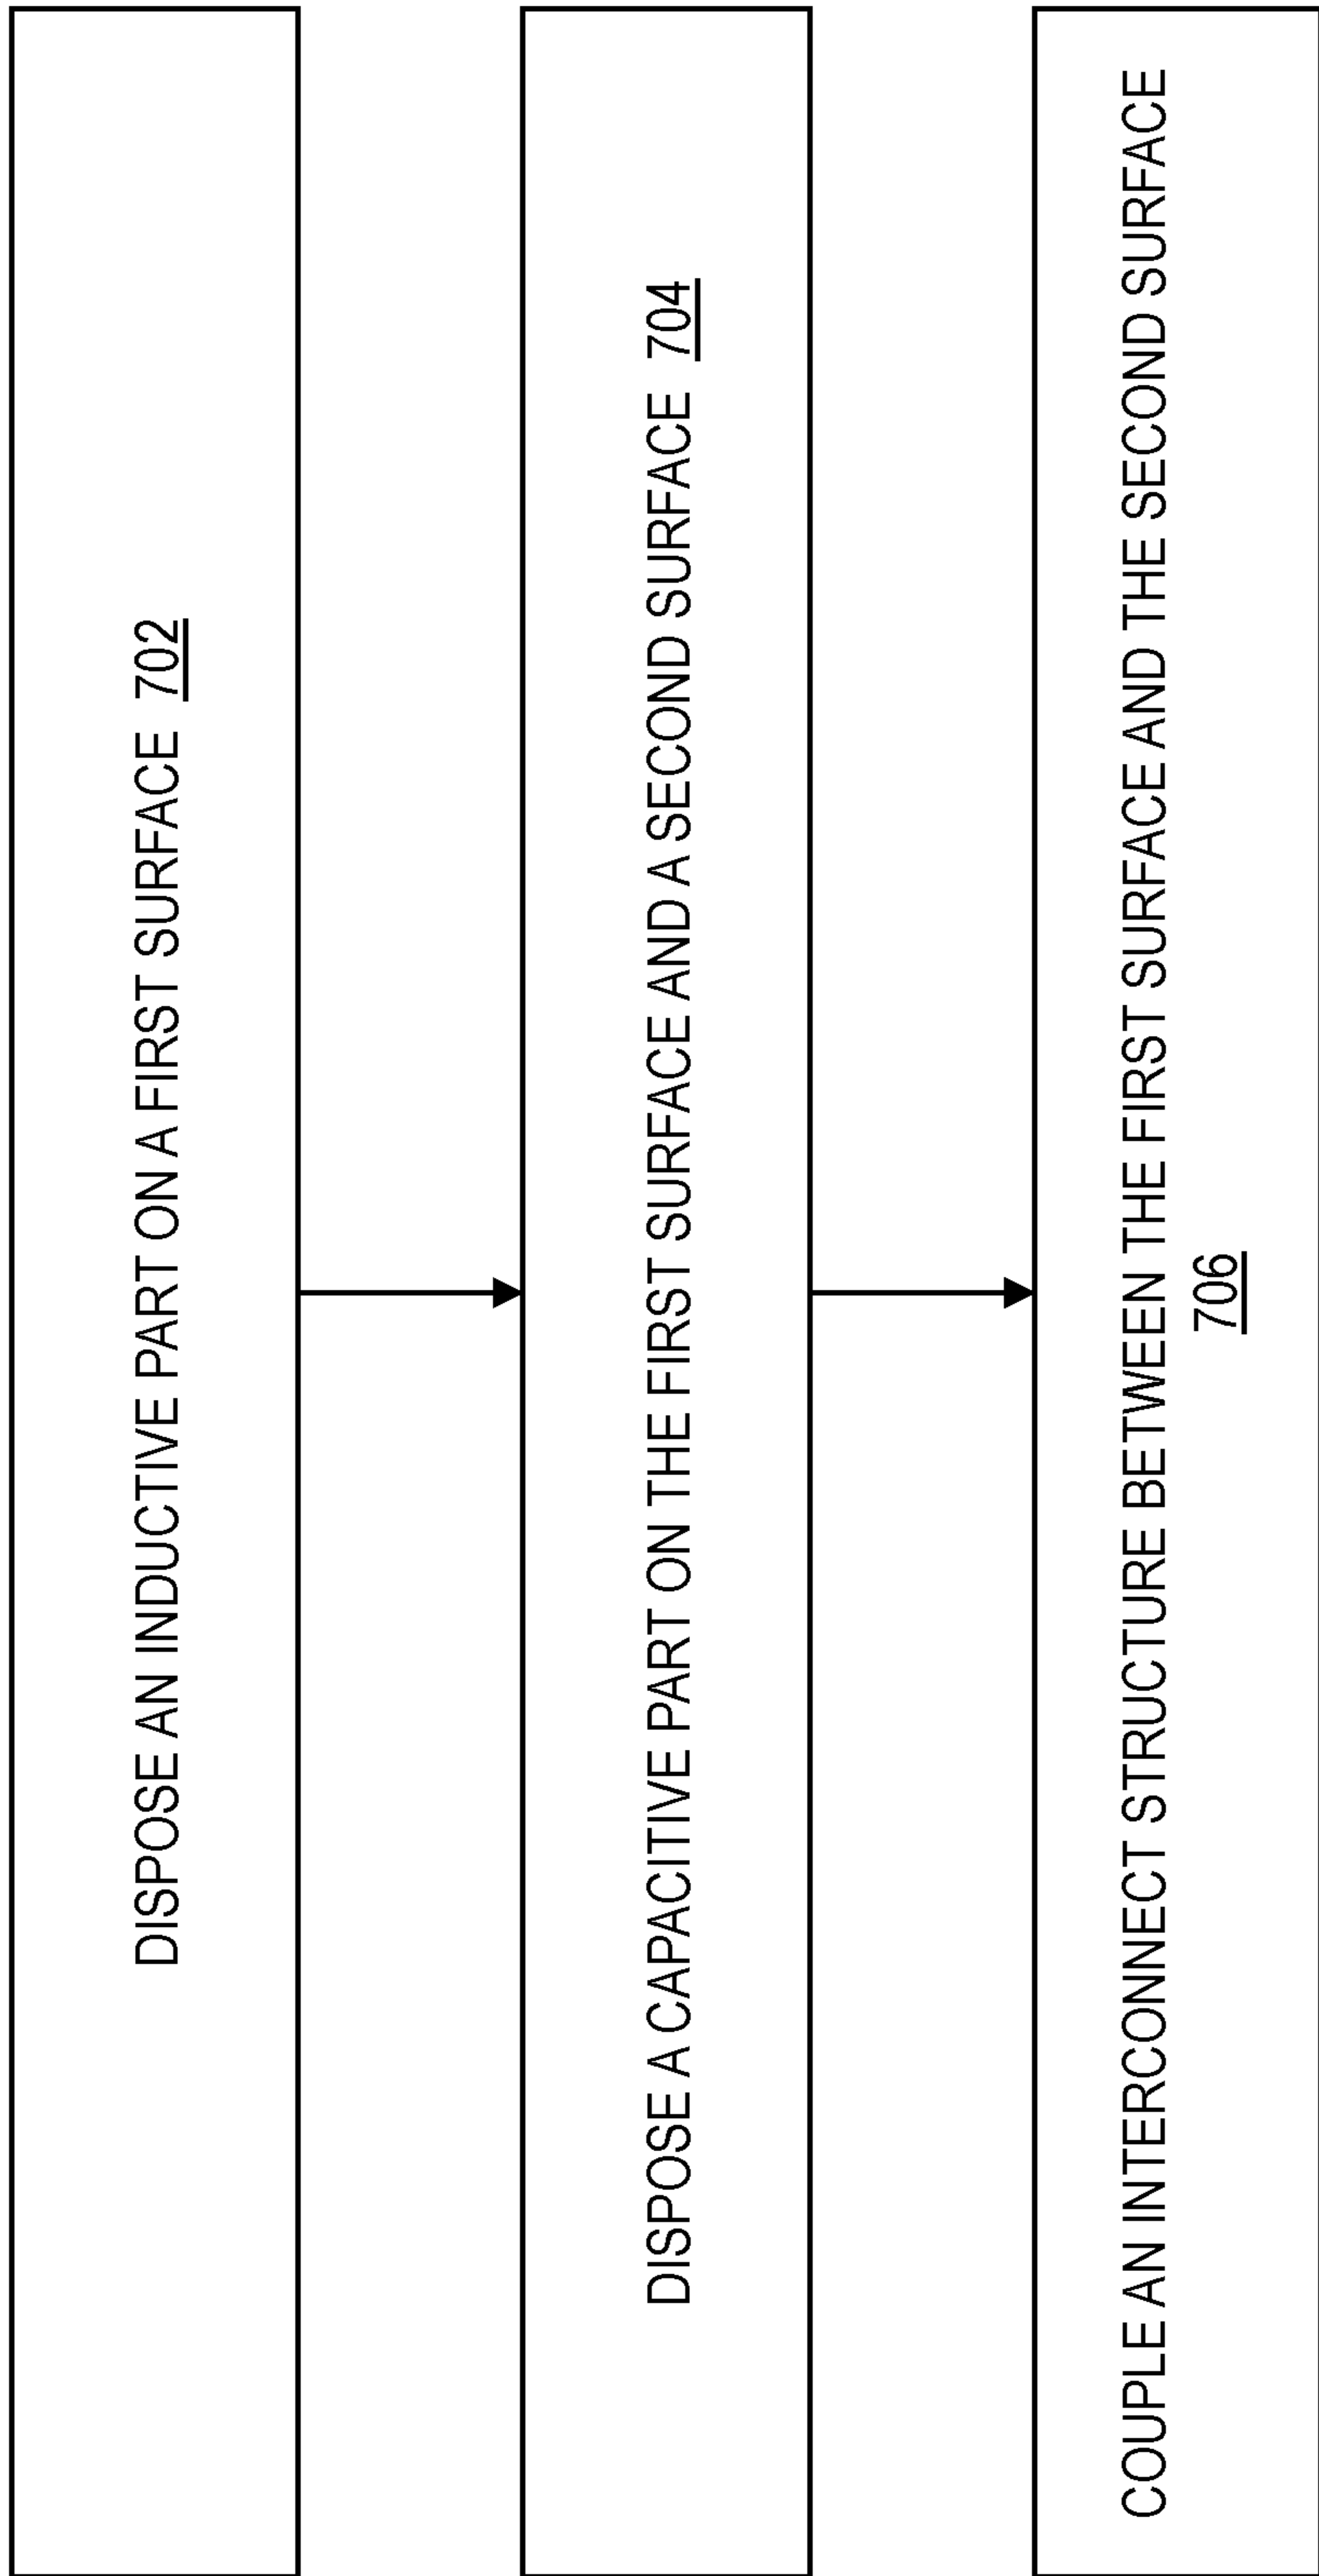 DISPOSE AN INDUCTIVE PART ON A FIRST SURFACE 702
DISPOSE A CAPACITIVE PART ON THE FIRST SURFACE AND A SECOND SURFACE 704
COUPLE AN INTERCONNECT STRUCTURE BETWEEN THE FIRST SURFACE AND THE SECOND SURFACE
706